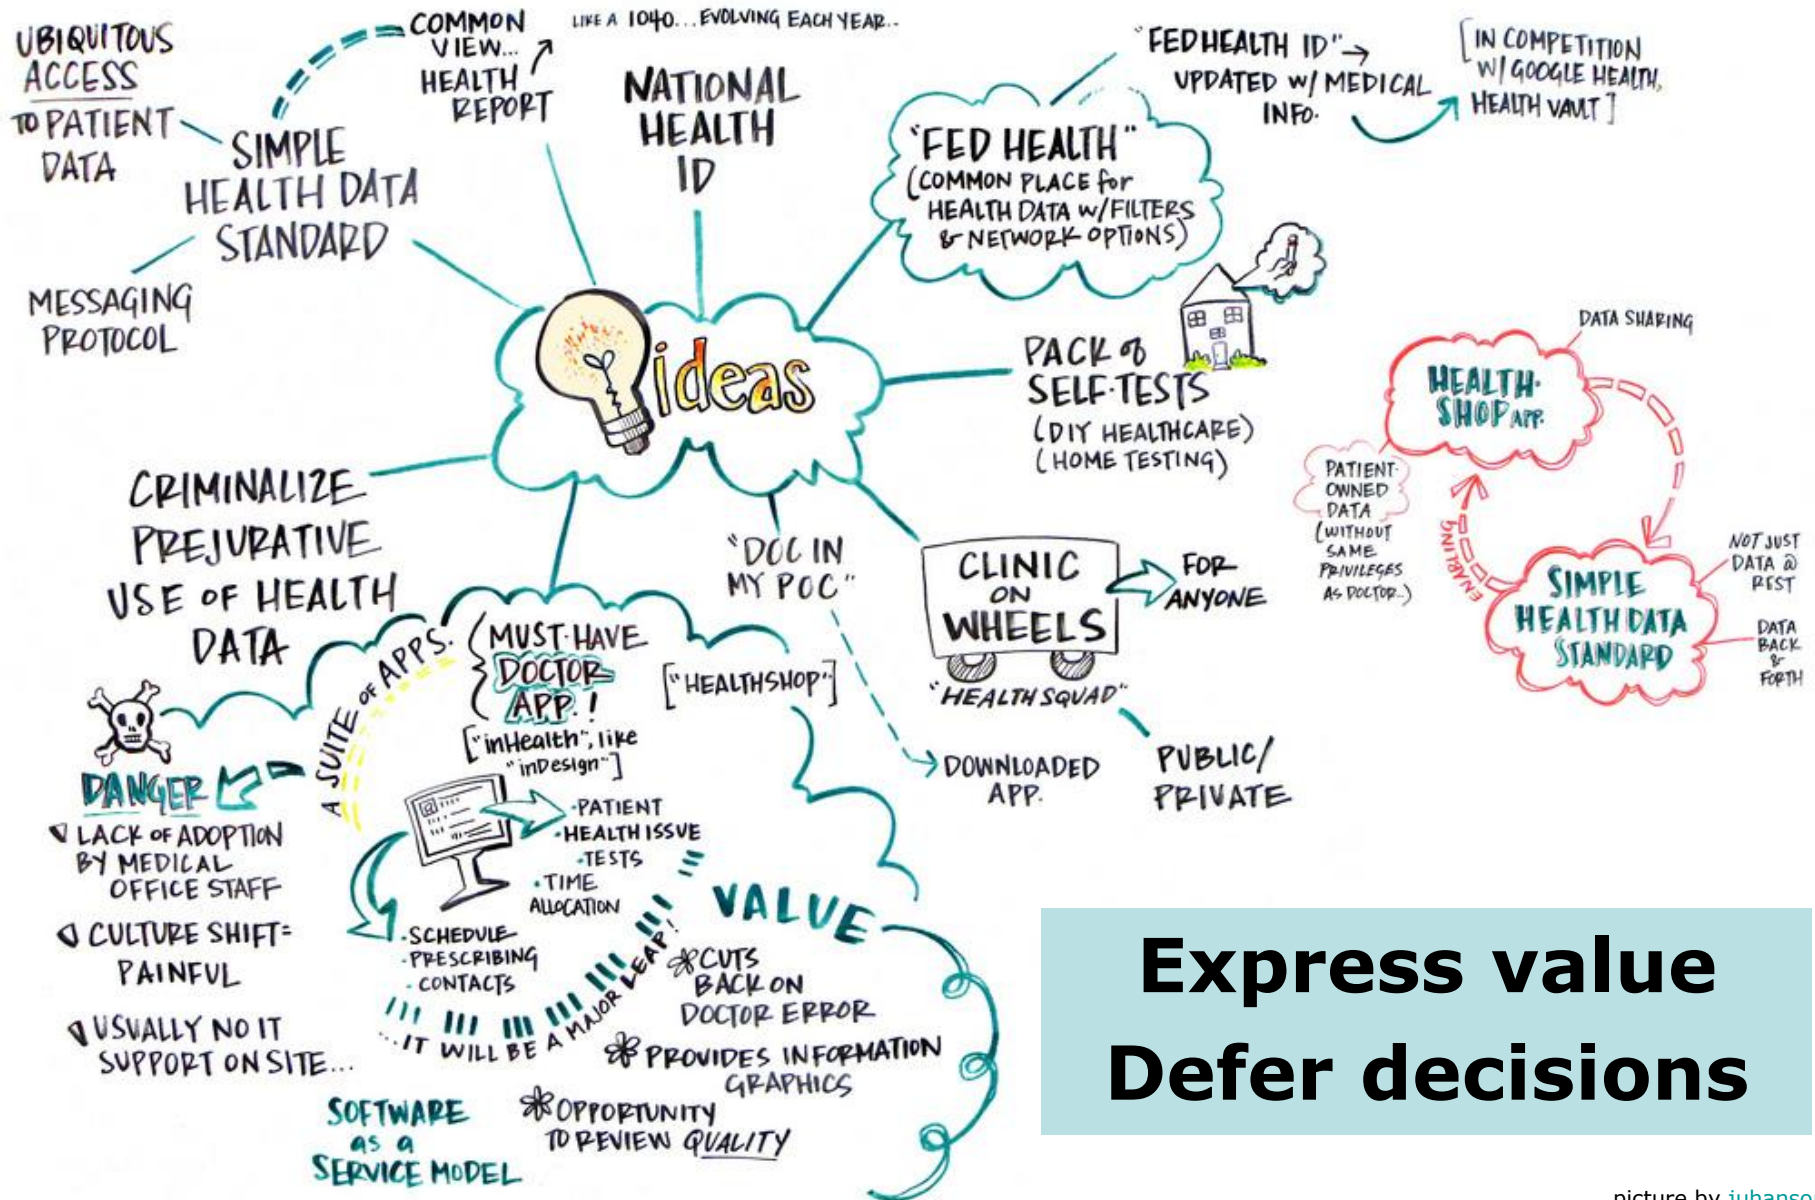 UBIQUITOUS
ACCESS
TO PATIENT
DATA
SIMPLE
HEALTH DATA
STANDARD
MESSAGING
PROTOCOL
COMMON
VIEW...
HEALTH
REPORT
LIKE A 1040... EVOLVING EACH YEAR..
NATIONAL
HEALTH
ID
"FED HEALTH"
(COMMON PLACE for
HEALTH DATA W/FILTERS
& NETWORK OPTIONS)
"FED HEALTH ID" →
UPDATED W/ MEDICAL
INFO.
[IN COMPETITION
W/ GOOGLE HEALTH,
HEALTH VAULT]
ideas
PACK of
SELF-TESTS
(DIY HEALTHCARE)
(HOME TESTING)
DATA SHARING
HEALTH-
SHOP APP.
PATIENT-
OWNED
DATA
(WITHOUT
SAME
PRIVILEGES
AS DOCTOR..)
ENABLING
SIMPLE
HEALTH DATA
STANDARD
NOT JUST
DATA @
REST
DATA
BACK
&
FORTH
CRIMINALIZE
PREJURATIVE
USE OF HEALTH
DATA
"DOC IN
MY POC"
DOWNLOADED
APP.
CLINIC
ON
WHEELS
"HEALTH SQUAD"
FOR
ANYONE
PUBLIC/
PRIVATE
A SUITE OF APPS.
MUST-HAVE
DOCTOR
APP.!
["inHealth", like
"inDesign"]
["HEALTHSHOP"]
DANGER
LACK OF ADOPTION
BY MEDICAL
OFFICE STAFF
CULTURE SHIFT=
PAINFUL
USUALLY NO IT
SUPPORT ON SITE...
• PATIENT
• HEALTH ISSUE
• TESTS
• TIME
ALLOCATION
• SCHEDULE
• PRESCRIBING
• CONTACTS
...IT WILL BE A MAJOR LEAP!
VALUE
CUTS
BACK ON
DOCTOR ERROR
PROVIDES INFORMATION
GRAPHICS
OPPORTUNITY
TO REVIEW QUALITY
SOFTWARE
as a
SERVICE MODEL
Express value
Defer decisions
picture by juhanso